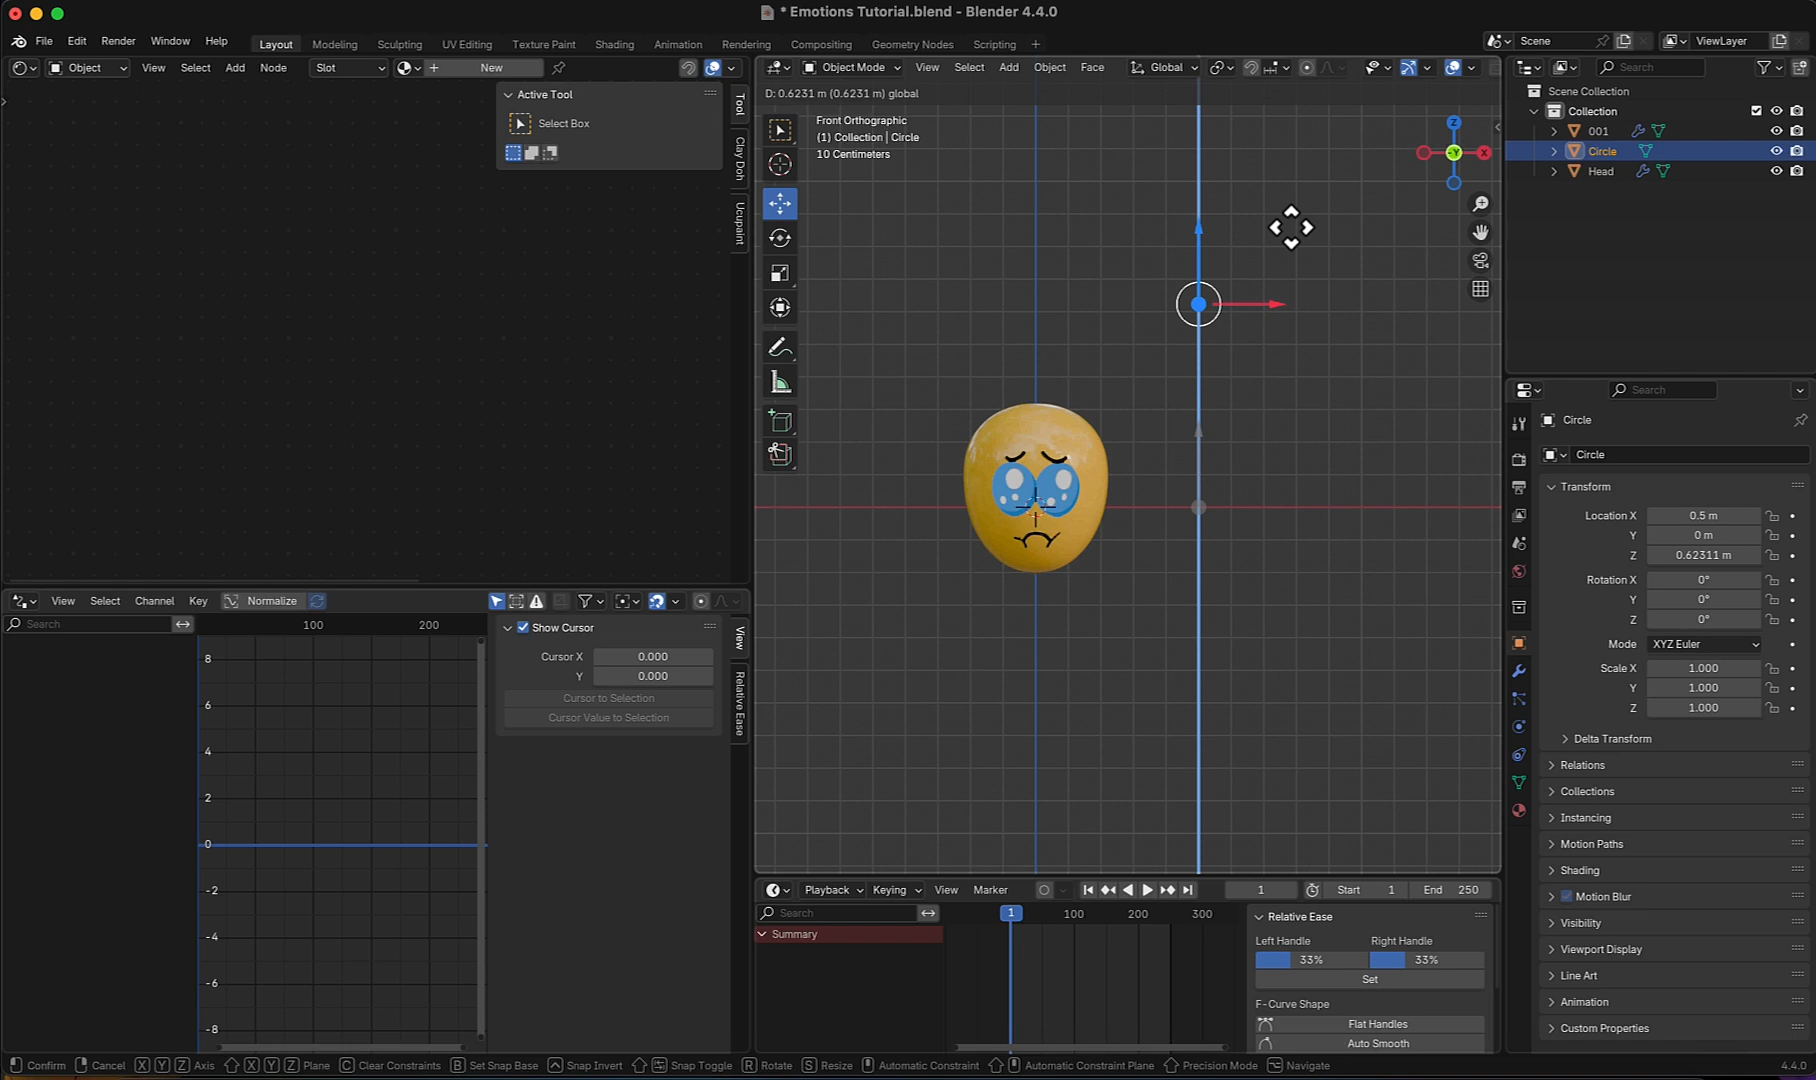 * Emotions Tutorial.blend - Blender 4.4.0
File Edit Render Window Help Layout Modeling Sculpting UV Editing Texture Paint Shading Animation Rendering Compositing Geometry Nodes Scripting + Scene ViewLayer
Object View Select Add Node Slot New
Active Tool
Select Box
Tool
Clay Doh
Ucupaint
Object Mode View Select Add Object Face Global
D: 0.6231 m (0.6231 m) global
Front Orthographic
(1) Collection | Circle
10 Centimeters
Z
-Y
X
Search
Scene Collection
Collection
001
Circle
Head
Search
Circle
Circle
Transform
Location X 0.5 m
Y 0 m
Z 0.62311 m
Rotation X 0°
Y 0°
Z 0°
Mode XYZ Euler
Scale X 1.000
Y 1.000
Z 1.000
Delta Transform
Relations
Collections
Instancing
Motion Paths
Shading
Motion Blur
Visibility
Viewport Display
Line Art
Animation
Custom Properties
View Select Channel Key Normalize
Search
100 200
8
6
4
2
0
-2
-4
-6
-8
Show Cursor
Cursor X 0.000
Y 0.000
Cursor to Selection
Cursor Value to Selection
View
Relative Ease
Playback Keying View Marker 1 Start 1 End 250
Search
1 100 200 300
Summary
Relative Ease
Left Handle Right Handle
33% 33%
Set
F-Curve Shape
Flat Handles
Auto Smooth
Confirm Cancel X Y Z Axis X Y Z Plane C Clear Constraints B Set Snap Base Snap Invert Snap Toggle R Rotate S Resize Automatic Constraint Automatic Constraint Plane Precision Mode Navigate 4.4.0